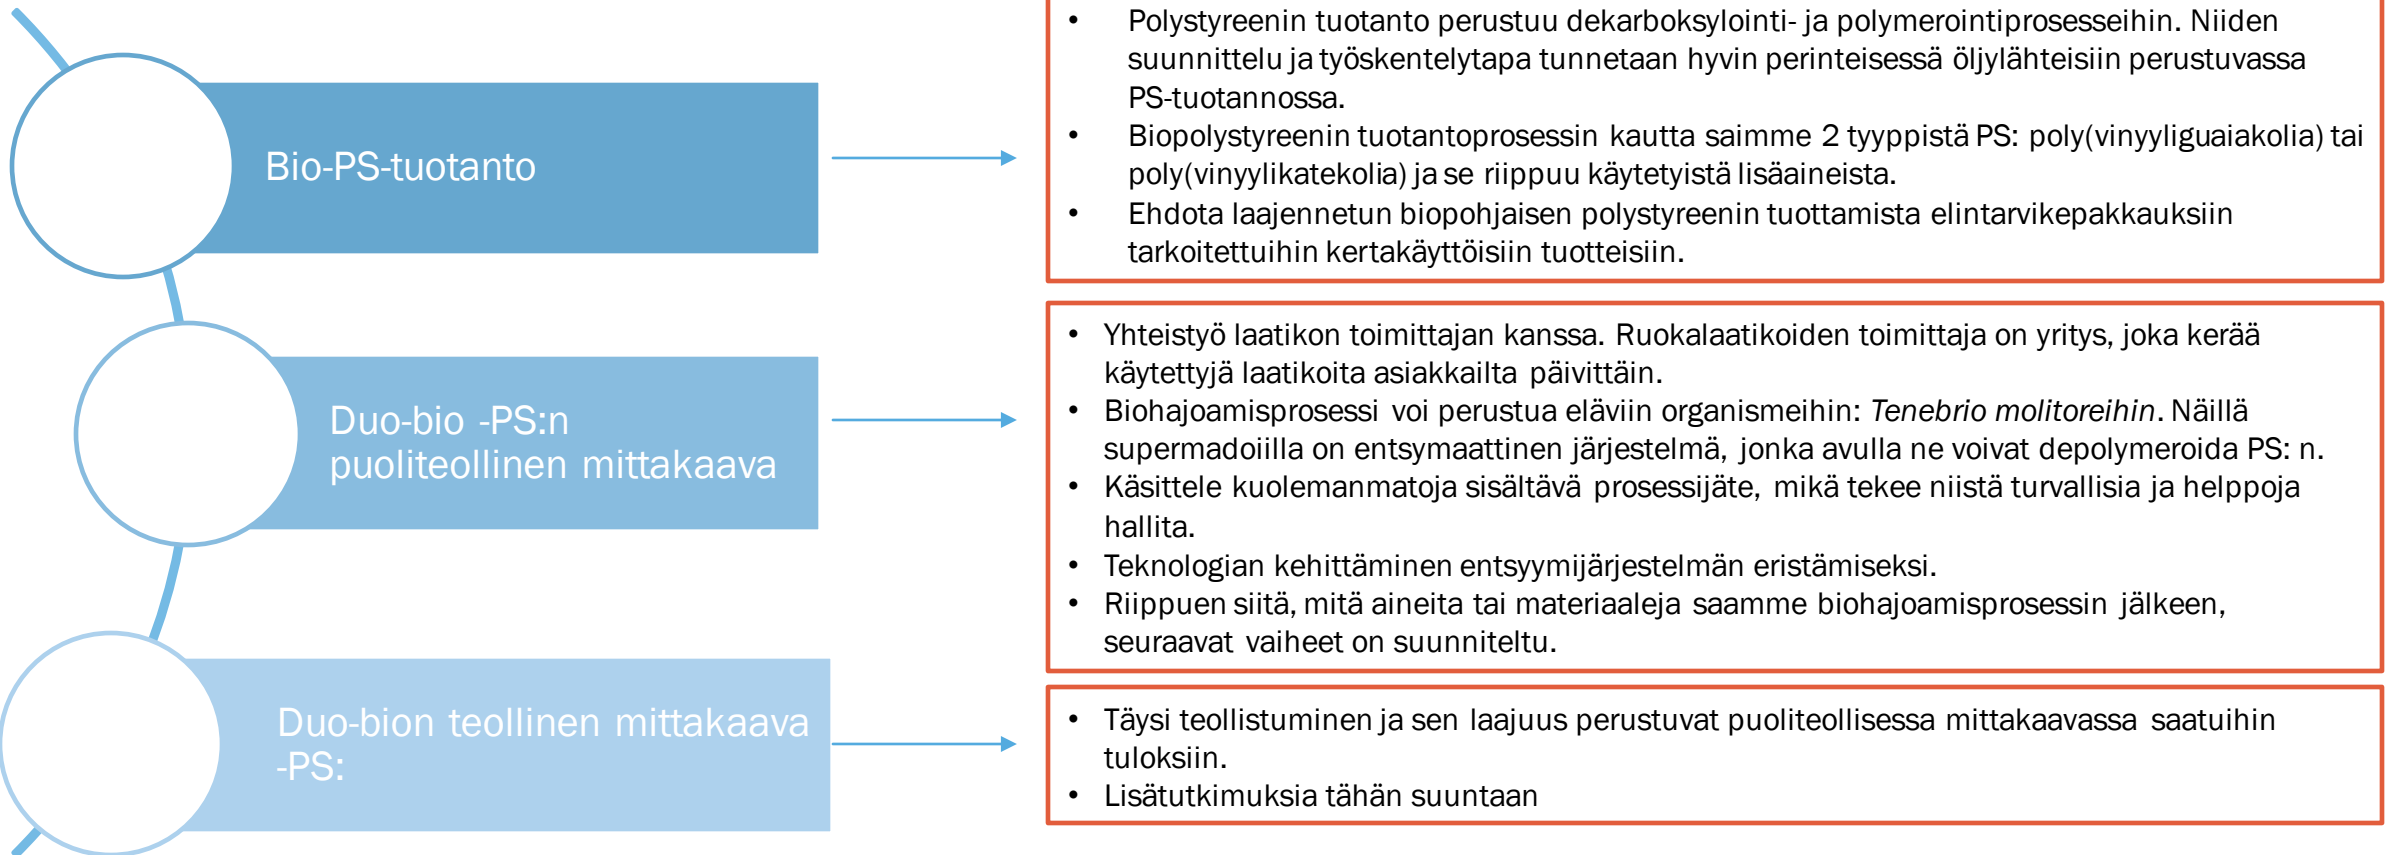 Bio-PS-tuotanto
• Polystyreenin tuotanto perustuu dekarboksylointi- ja polymerointiprosesseihin. Niiden
suunnittelu ja työskentelytapa tunnetaan hyvin perinteisessä öljylähteisiin perustuvassa
PS-tuotannossa.
• Biopolystyreenin tuotantoprosessin kautta saimme 2 tyyppistä PS: poly(vinyyliguaiakolia) tai
poly(vinyylikatekolia) ja se riippuu käytetyistä lisäaineista.
• Ehdota laajennetun biopohjaisen polystyreenin tuottamista elintarvikepakkauksiin
tarkoitettuihin kertakäyttöisiin tuotteisiin.
Duo-bio -PS:n
puoliteollinen mittakaava
• Yhteistyö laatikon toimittajan kanssa. Ruokalaatikoiden toimittaja on yritys, joka kerää
käytettyjä laatikoita asiakkailta päivittäin.
• Biohajoamisprosessi voi perustua eläviin organismeihin: Tenebrio molitoreihin. Näillä
supermadoiilla on entsymaattinen järjestelmä, jonka avulla ne voivat depolymeroida PS: n.
• Käsittele kuolemanmatoja sisältävä prosessijäte, mikä tekee niistä turvallisia ja helppoja
hallita.
• Teknologian kehittäminen entsyymijärjestelmän eristämiseksi.
• Riippuen siitä, mitä aineita tai materiaaleja saamme biohajoamisprosessin jälkeen,
seuraavat vaiheet on suunniteltu.
Duo-bion teollinen mittakaava
-PS:
• Täysi teollistuminen ja sen laajuus perustuvat puoliteollisessa mittakaavassa saatuihin
tuloksiin.
• Lisätutkimuksia tähän suuntaan